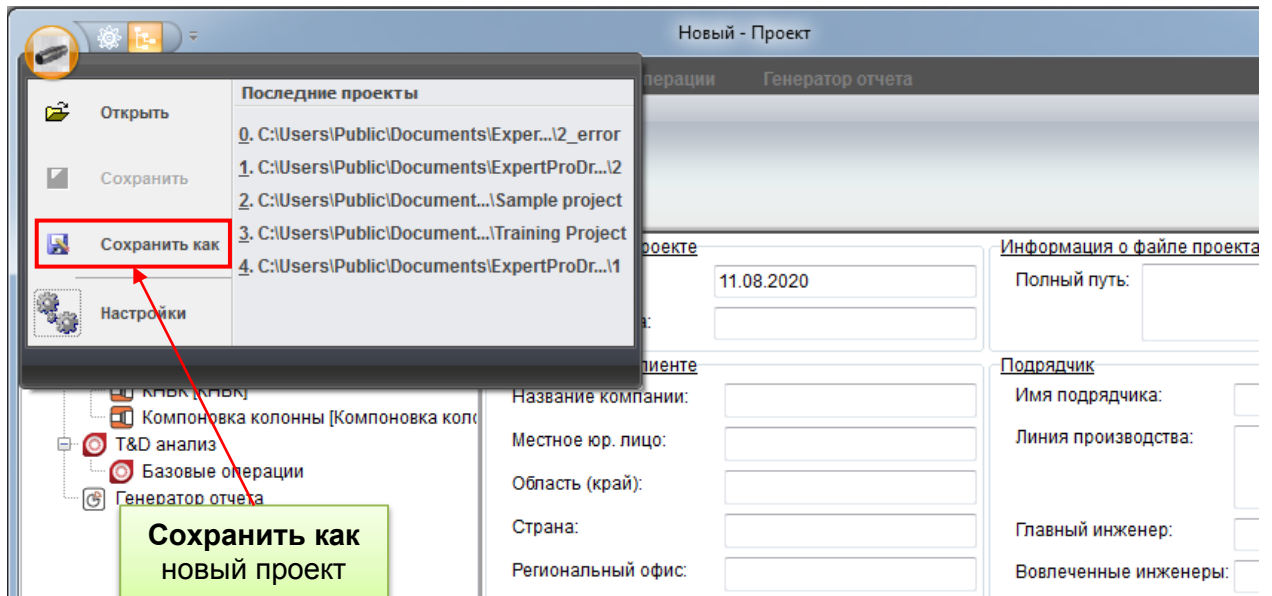 Новый - Проект
перации Генератор отчета
Последние проекты
Открыть
0. C:\Users\Public\Documents\Exper...\2_error
1. C:\Users\Public\Documents\ExpertProDr...\2
Сохранить
2. C:\Users\Public\Document...\Sample project
3. C:\Users\Public\Document...\Training Project
Сохранить как
4. C:\Users\Public\Documents\ExpertProDr...\1
Настройки
роекте
11.08.2020
а:
Информация о файле проекта
Полный путь:
лиенте
Название компании:
Местное юр. лицо:
Область (край):
Страна:
Региональный офис:
Подрядчик
Имя подрядчика:
Линия производства:
Главный инженер:
Вовлеченные инженеры:
КНБК [КНБК]
Компоновка колонны [Компоновка коло
T&D анализ
Базовые операции
Генератор отчета
Сохранить как
новый проект